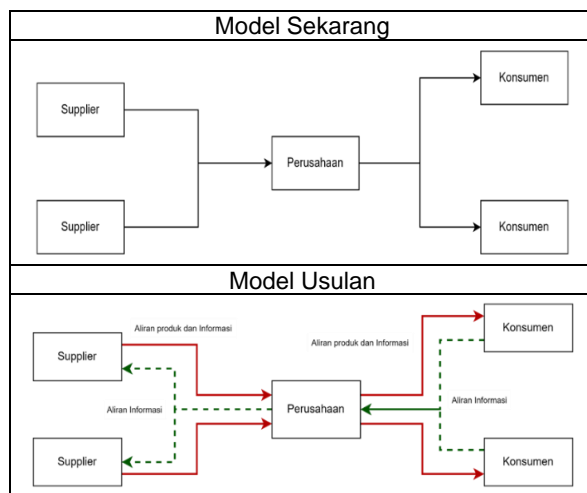 Model Sekarang
Konsumen
Supplier
Perusahaan
Supplier
Konsumen
Model Usulan
Aliran produk dan Informasi
Aliran produk dan Informasi
Konsumen
Supplier
Aliran Informasi
Perusahaan
Aliran Informasi
Supplier
Konsumen